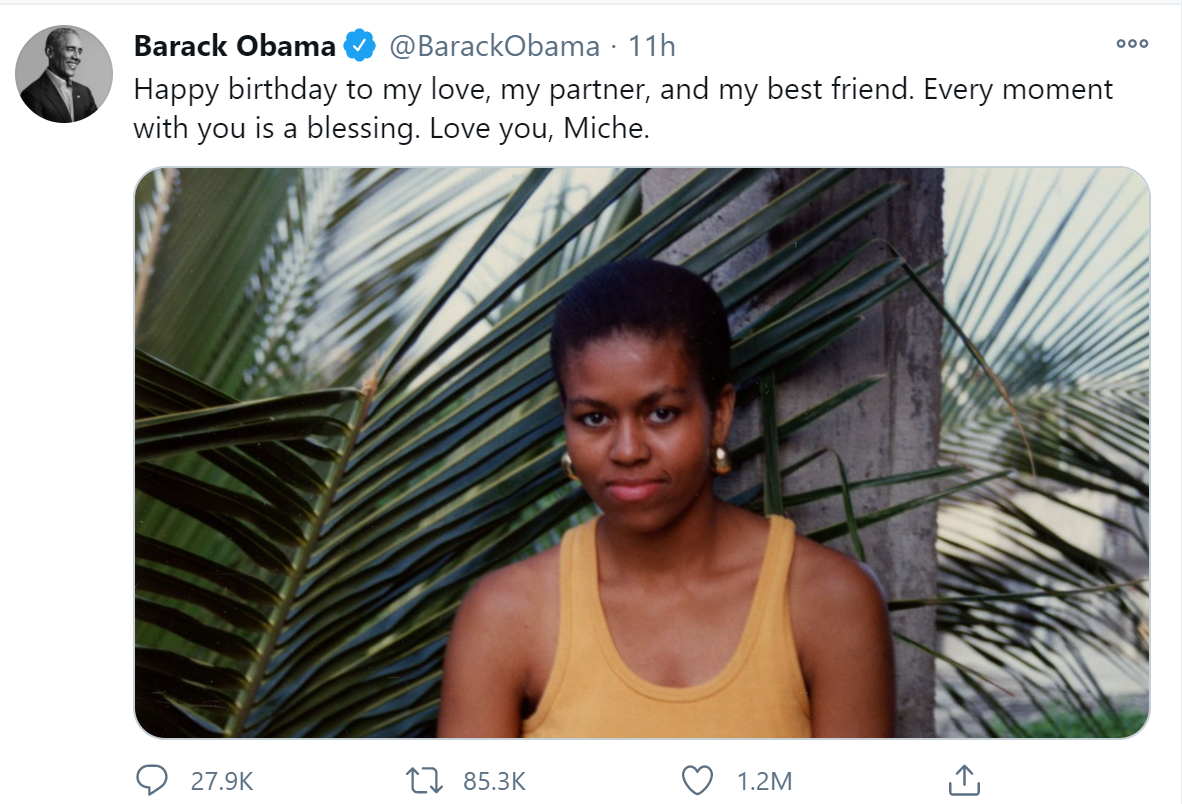 Barack Obama @BarackObama · 11h
Happy birthday to my love, my partner, and my best friend. Every moment
with you is a blessing. Love you, Miche.
27.9K 85.3K 1.2M